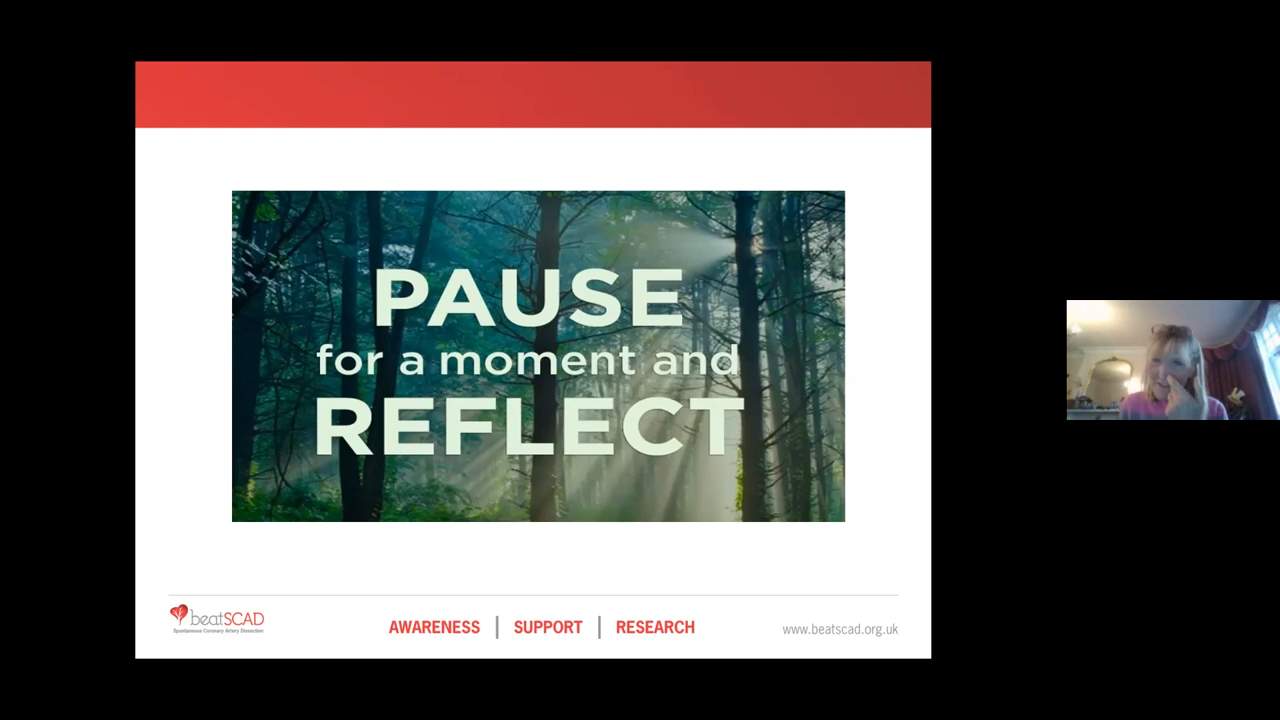 PAUSE
for a moment and
REFLECT
beatSCAD
Spontaneous Coronary Artery Dissection
AWARENESS | SUPPORT | RESEARCH
www.beatscad.org.uk